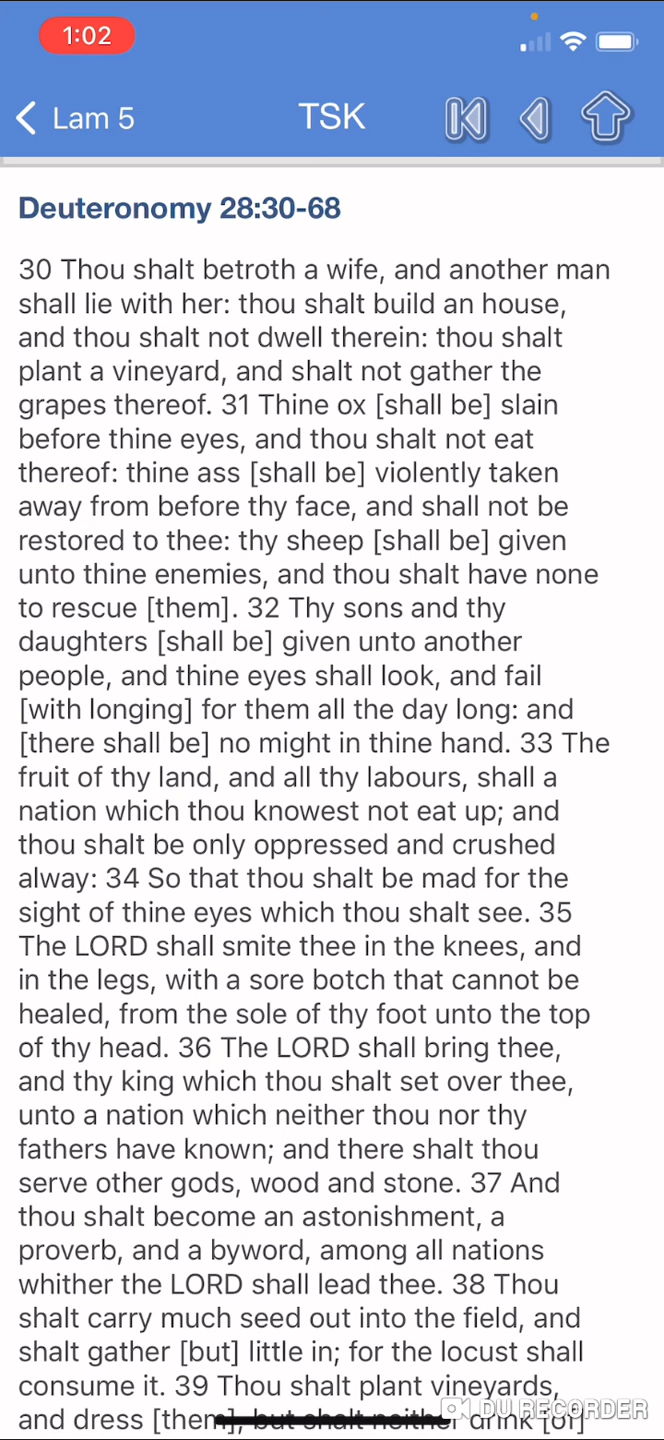 1:02
Lam 5
TSK
Deuteronomy 28:30-68
30 Thou shalt betroth a wife, and another man
shall lie with her: thou shalt build an house,
and thou shalt not dwell therein: thou shalt
plant a vineyard, and shalt not gather the
grapes thereof. 31 Thine ox [shall be] slain
before thine eyes, and thou shalt not eat
thereof: thine ass [shall be] violently taken
away from before thy face, and shall not be
restored to thee: thy sheep [shall be] given
unto thine enemies, and thou shalt have none
to rescue [them]. 32 Thy sons and thy
daughters [shall be] given unto another
people, and thine eyes shall look, and fail
[with longing] for them all the day long: and
[there shall be] no might in thine hand. 33 The
fruit of thy land, and all thy labours, shall a
nation which thou knowest not eat up; and
thou shalt be only oppressed and crushed
alway: 34 So that thou shalt be mad for the
sight of thine eyes which thou shalt see. 35
The LORD shall smite thee in the knees, and
in the legs, with a sore botch that cannot be
healed, from the sole of thy foot unto the top
of thy head. 36 The LORD shall bring thee,
and thy king which thou shalt set over thee,
unto a nation which neither thou nor thy
fathers have known; and there shalt thou
serve other gods, wood and stone. 37 And
thou shalt become an astonishment, a
proverb, and a byword, among all nations
whither the LORD shall lead thee. 38 Thou
shalt carry much seed out into the field, and
shalt gather [but] little in; for the locust shall
consume it. 39 Thou shalt plant vineyards,
and dress [them], but shalt neither drink [of]
DU RECORDER